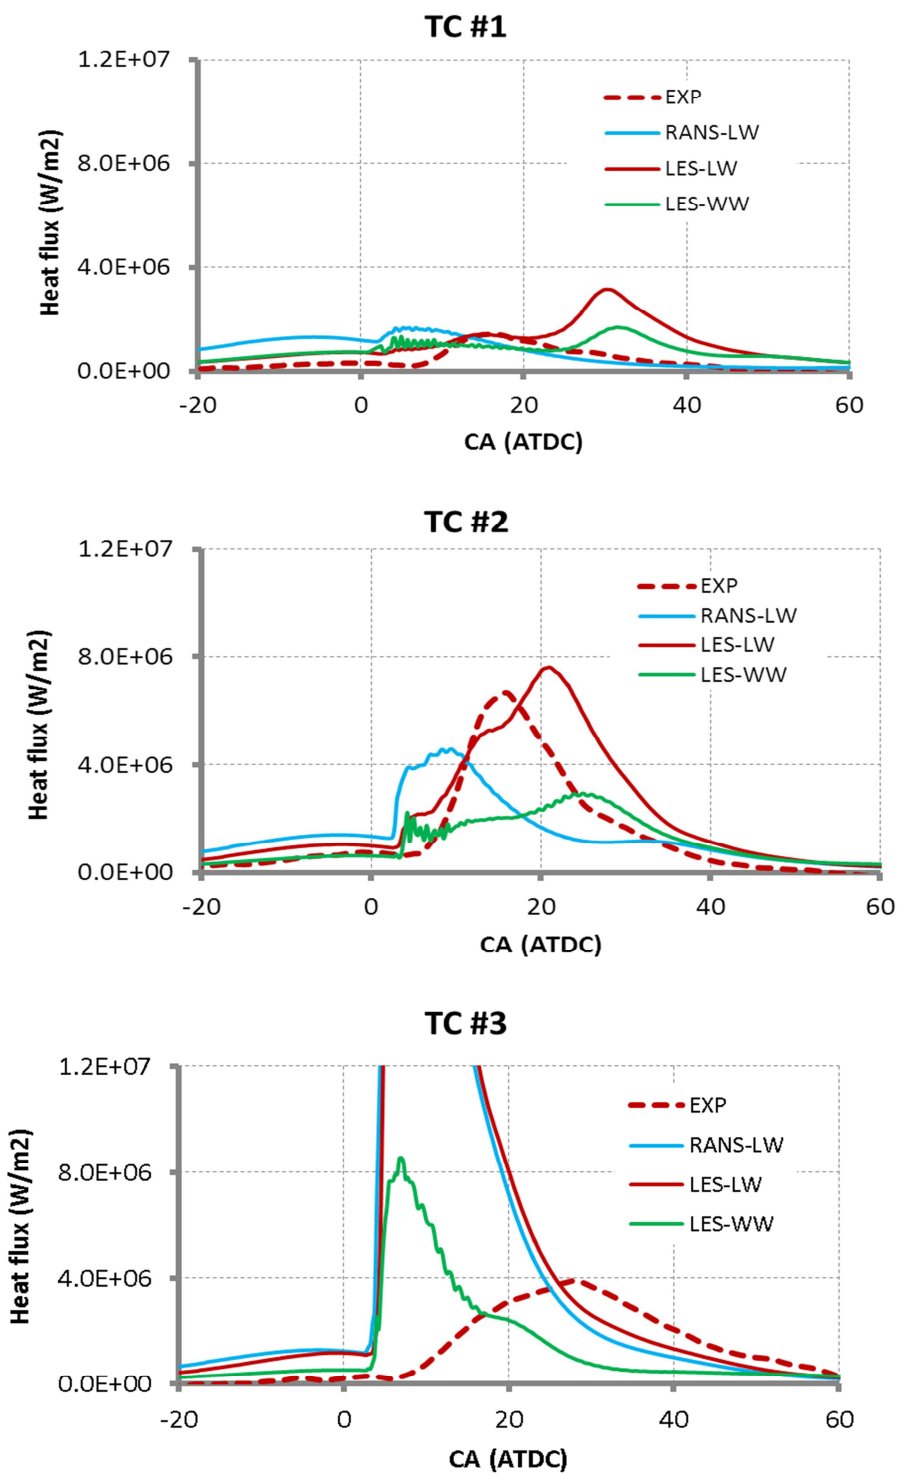 TC #1
1.2E+07
8.0E+06
4.0E+06
0.0E+00
Heat flux (W/m2)
EXP
RANS-LW
LES-LW
LES-WW
-20 0 20 40 60
CA (ATDC)
TC #2
1.2E+07
8.0E+06
4.0E+06
0.0E+00
Heat flux (W/m2)
EXP
RANS-LW
LES-LW
LES-WW
-20 0 20 40 60
CA (ATDC)
TC #3
1.2E+07
8.0E+06
4.0E+06
0.0E+00
Heat flux (W/m2)
EXP
RANS-LW
LES-LW
LES-WW
-20 0 20 40 60
CA (ATDC)